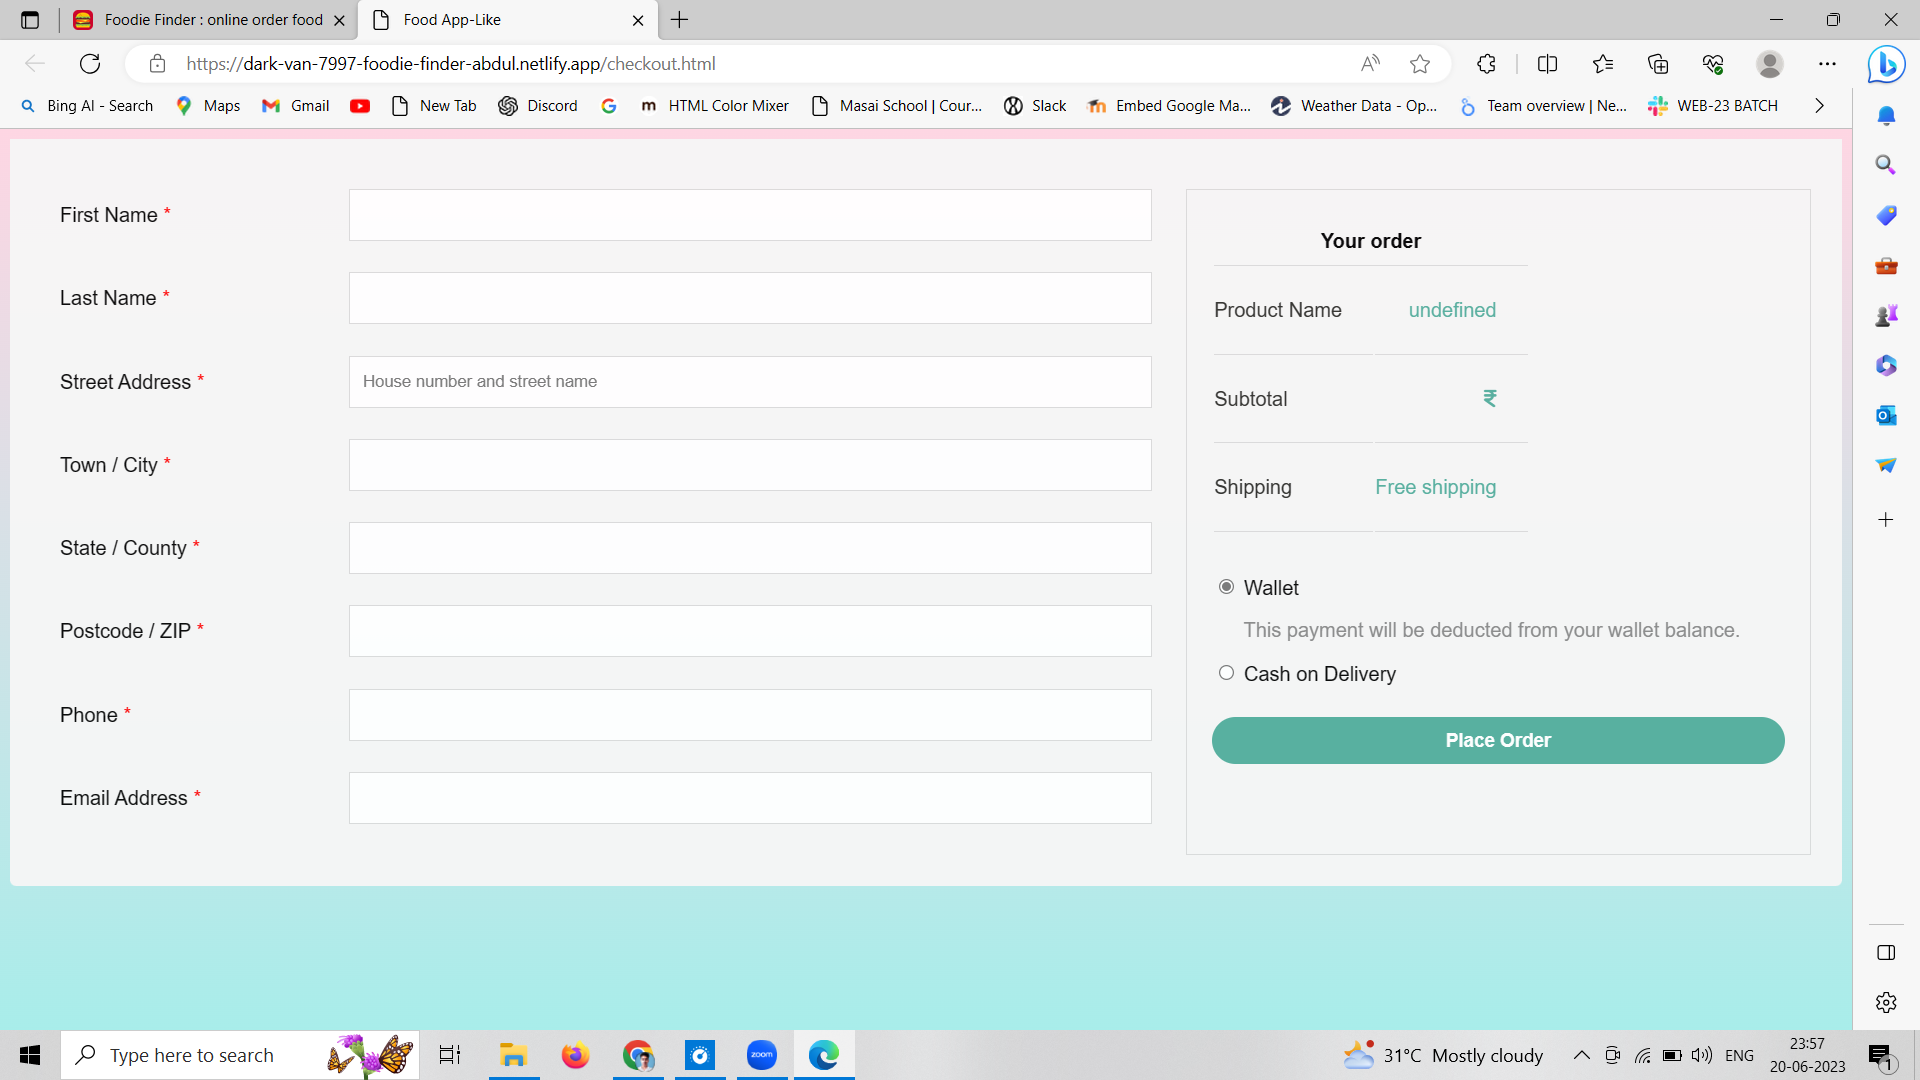 Foodie Finder : online order food
Food App-Like
https://dark-van-7997-foodie-finder-abdul.netlify.app/checkout.html
Bing AI - Search
Maps
Gmail
New Tab
Discord
HTML Color Mixer
Masai School | Cour...
Slack
Embed Google Ma...
Weather Data - Op...
Team overview | Ne...
WEB-23 BATCH
First Name *
Last Name *
Street Address *
House number and street name
Town / City *
State / County *
Postcode / ZIP *
Phone *
Email Address *
Your order
Product Name undefined
Subtotal ₹
Shipping Free shipping
Wallet
This payment will be deducted from your wallet balance.
Cash on Delivery
Place Order
Type here to search
zoom
31°C Mostly cloudy
ENG
23:57
20-06-2023
1